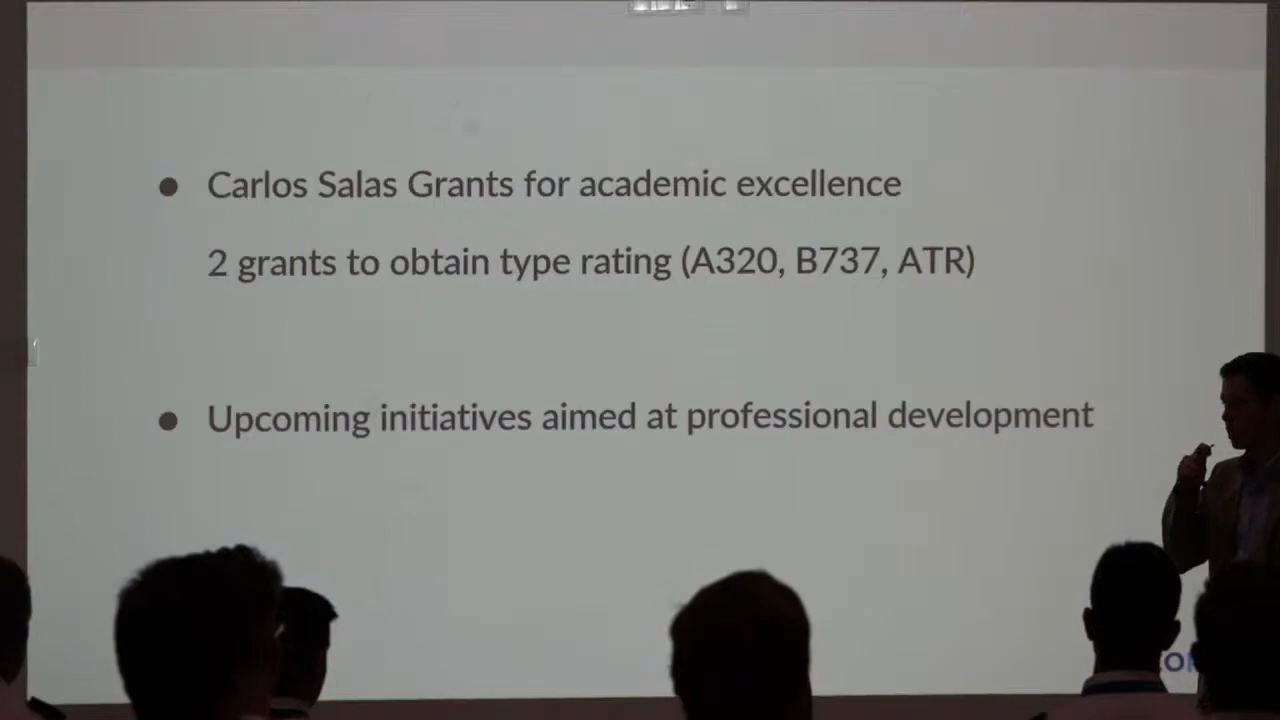 ● Carlos Salas Grants for academic excellence
2 grants to obtain type rating (A320, B737, ATR)
● Upcoming initiatives aimed at professional development